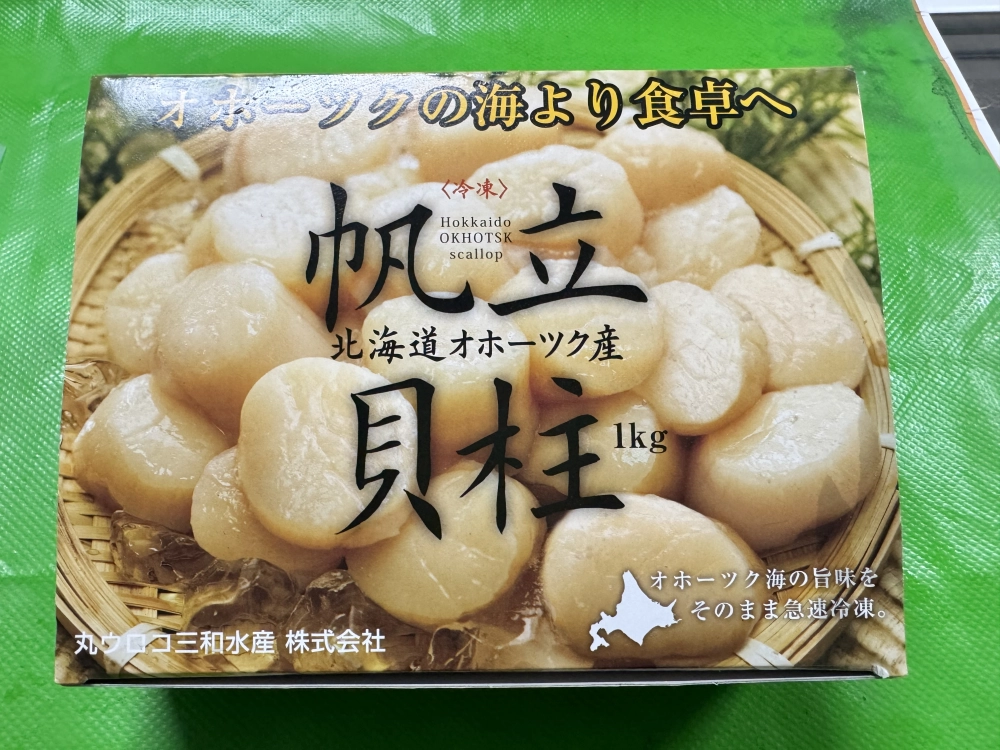 オホーツクの海より食卓へ
〈冷凍〉
Hokkaido
OKHOTSK
scallop
帆立
北海道オホーツク産
貝柱
1kg
オホーツク海の旨味を
そのまま急速冷凍。
丸ウロコ三和水産 株式会社